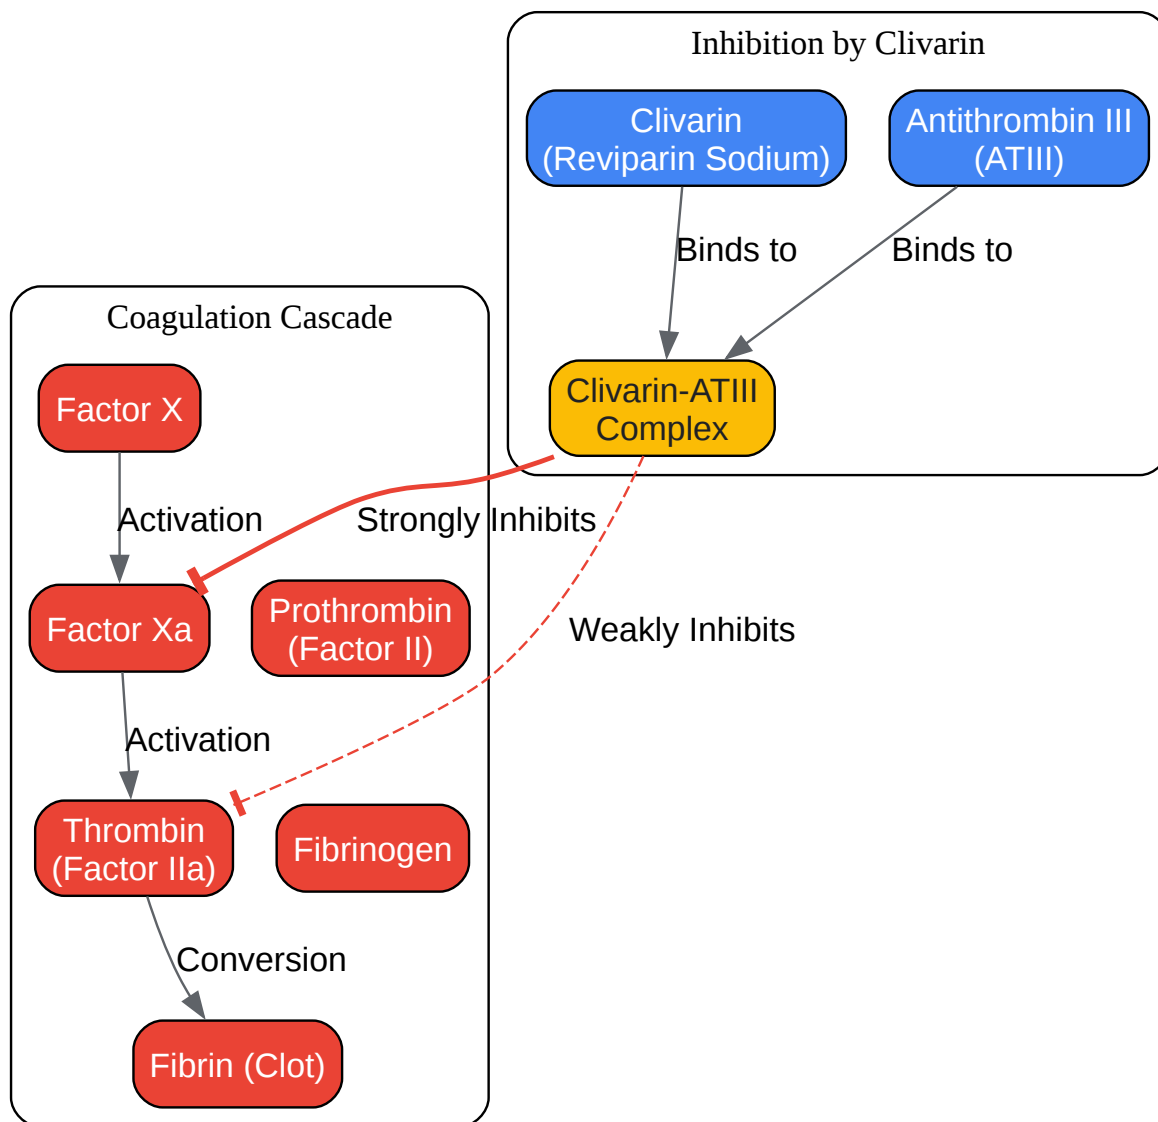 Inhibition by Clivarin
Clivarin
(Reviparin Sodium)
Antithrombin III
(ATIII)
Binds to
Binds to
Clivarin-ATIII
Complex
Coagulation Cascade
Factor X
Activation
Strongly Inhibits
Factor Xa
Prothrombin
(Factor II)
Weakly Inhibits
Activation
Thrombin
(Factor IIa)
Fibrinogen
Conversion
Fibrin (Clot)